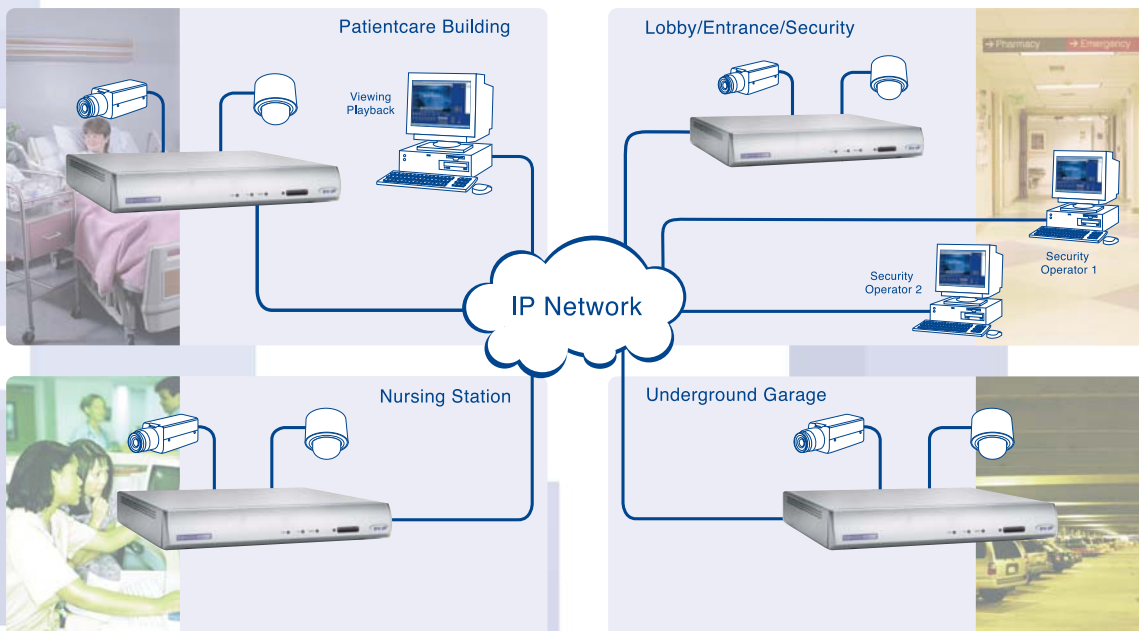 Patientcare Building
Viewing
Playback
Lobby/Entrance/Security
→ Pharmacy → Emergency
Security
Operator 1
Security
Operator 2
IP Network
Nursing Station
Underground Garage